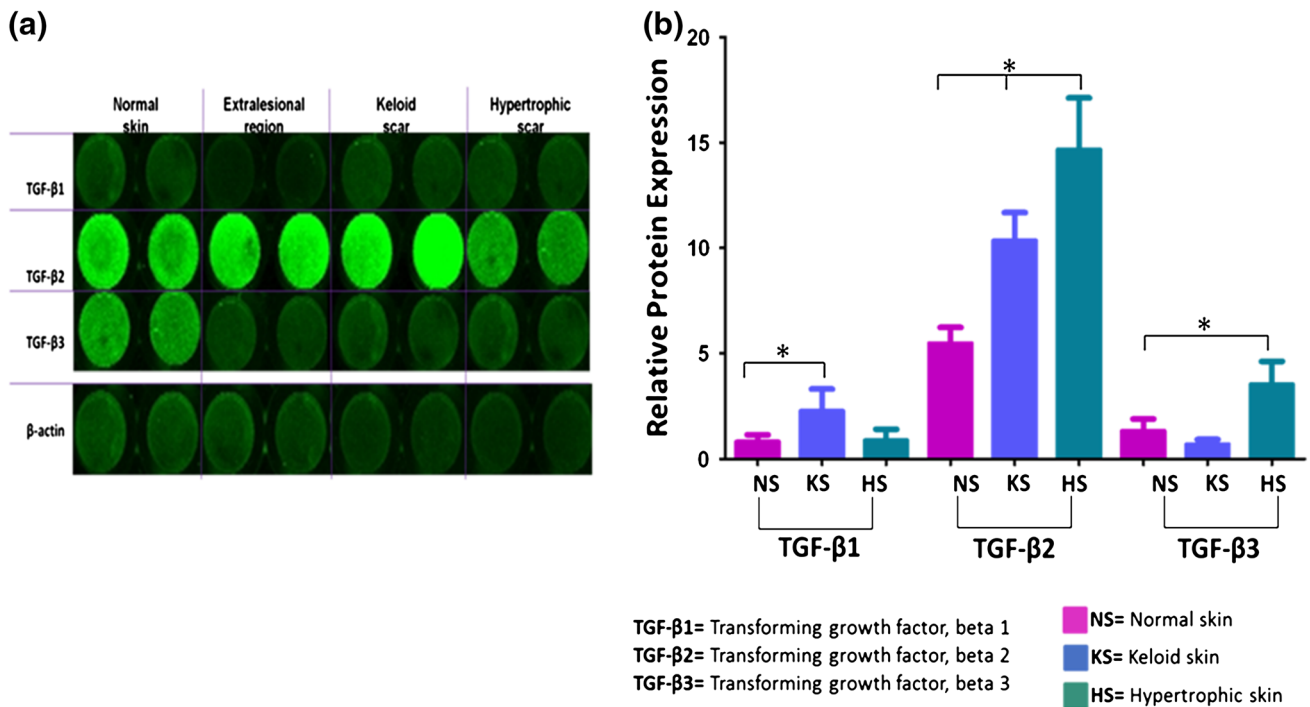 (a)
Normal skin
Extralesional region
Keloid scar
Hypertrophic scar
TGF-β1
TGF-β2
TGF-β3
β-actin
(b)
Relative Protein Expression
20
15
10
5
0
*
*
*
NS KS HS NS KS HS NS KS HS
TGF-β1 TGF-β2 TGF-β3
TGF-β1= Transforming growth factor, beta 1
TGF-β2= Transforming growth factor, beta 2
TGF-β3= Transforming growth factor, beta 3
NS= Normal skin
KS= Keloid skin
HS= Hypertrophic skin